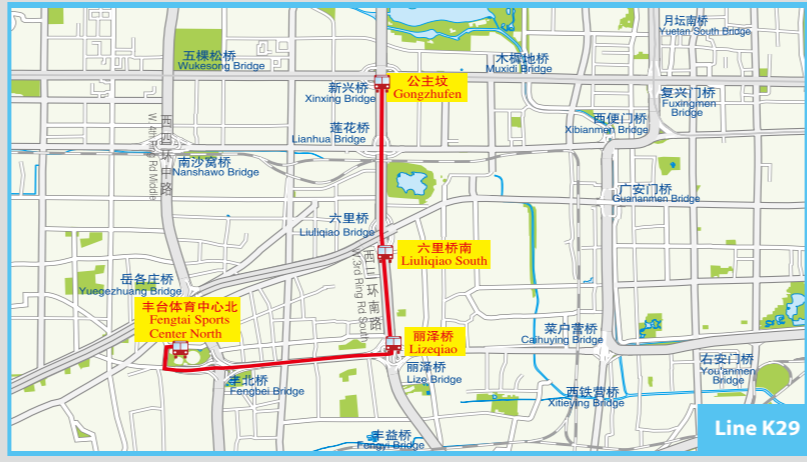 月坛南桥
Yuetan South Bridge
五棵松桥
Wukesong Bridge
木樨地桥
Muxidi Bridge
公主坟
Gongzhufen
新兴桥
Xinxing Bridge
复兴门桥
Fuxingmen
Bridge
西便门桥
Xibianmen Bridge
莲花桥
Lianhua Bridge
西四环中路
W 4th Ring Rd Middle
南沙窝桥
Nanshawo Bridge
广安门桥
Guananmen Bridge
六里桥
Liuliqiao Bridge
六里桥南
Liuliqiao South
西三环南路
W 3rd Ring Rd South
岳各庄桥
Yuegezhuang Bridge
丰台体育中心北
Fengtai Sports
Center North
丽泽桥
Lizeqiao
菜户营桥
Caihuying Bridge
丽泽桥
Lize Bridge
右安门桥
You'anmen
Bridge
丰北桥
Fengbei Bridge
西铁营桥
Xitieying Bridge
丰益桥
Fengyi Bridge
Line K29